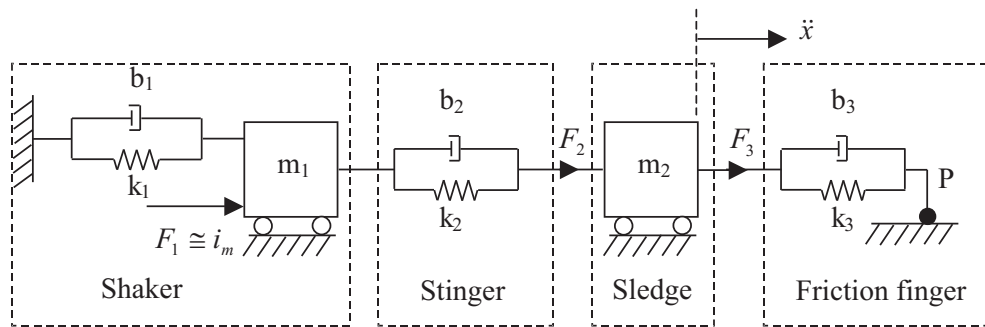 ẍ
b₁
b₂
b₃
F₂
F₃
m₁
m₂
P
k₁
k₂
k₃
F₁ ≅ iₘ
Shaker
Stinger
Sledge
Friction finger